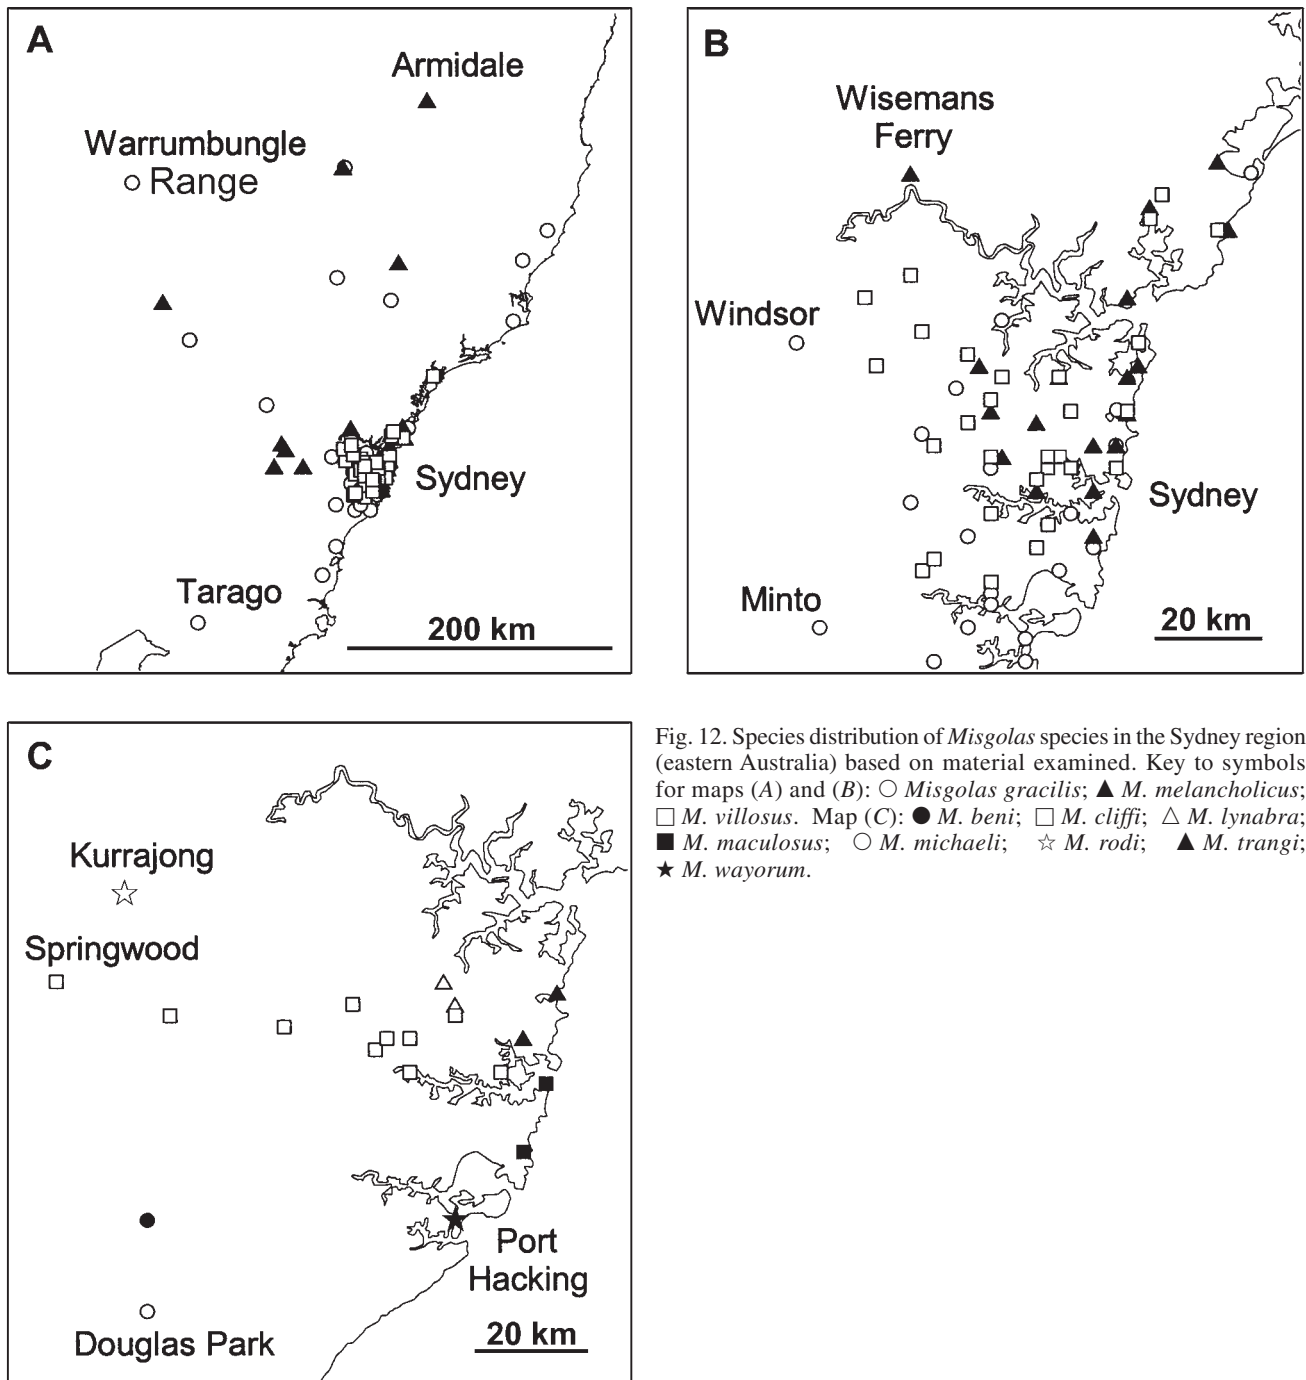 A
Armidale
Warrumbungle
○ Range
Sydney
Tarago
200 km
B
Wisemans
Ferry
Windsor
Sydney
Minto
20 km
C
Kurrajong
Springwood
Port
Hacking
Douglas Park
20 km
Fig. 12. Species distribution of Misgolas species in the Sydney region
(eastern Australia) based on material examined. Key to symbols
for maps (A) and (B): ○ Misgolas gracilis; ▲ M. melancholicus;
□ M. villosus. Map (C): ● M. beni; □ M. cliffi; △ M. lynabra;
■ M. maculosus; ○ M. michaeli; ☆ M. rodi; ▲ M. trangi;
★ M. wayorum.